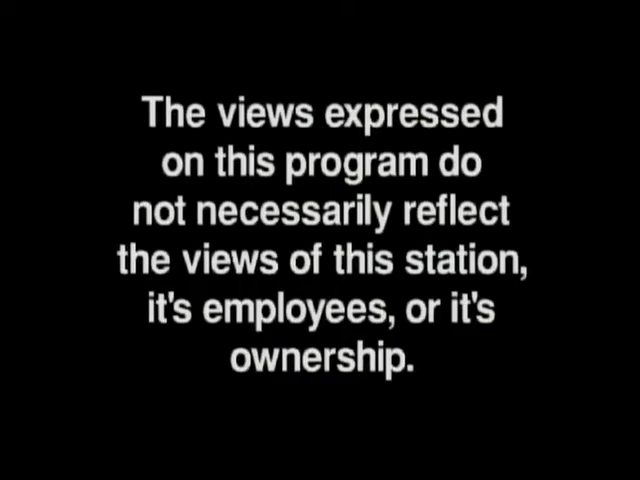 The views expressed
on this program do
not necessarily reflect
the views of this station,
it's employees, or it's
ownership.